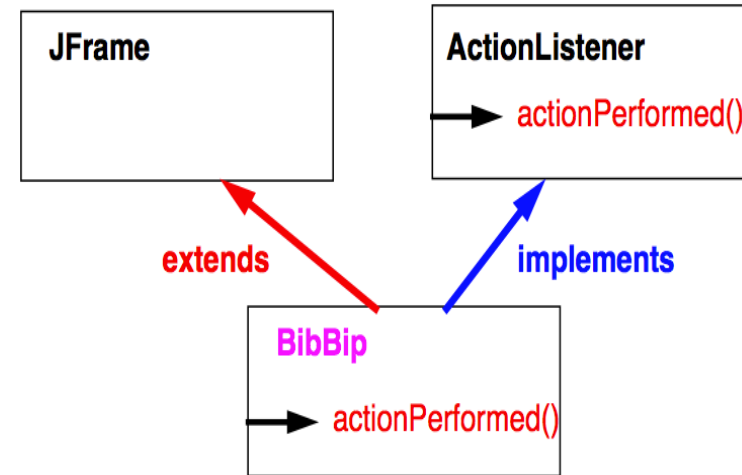 JFrame
ActionListener
actionPerformed()
extends
implements
BibBip
actionPerformed()